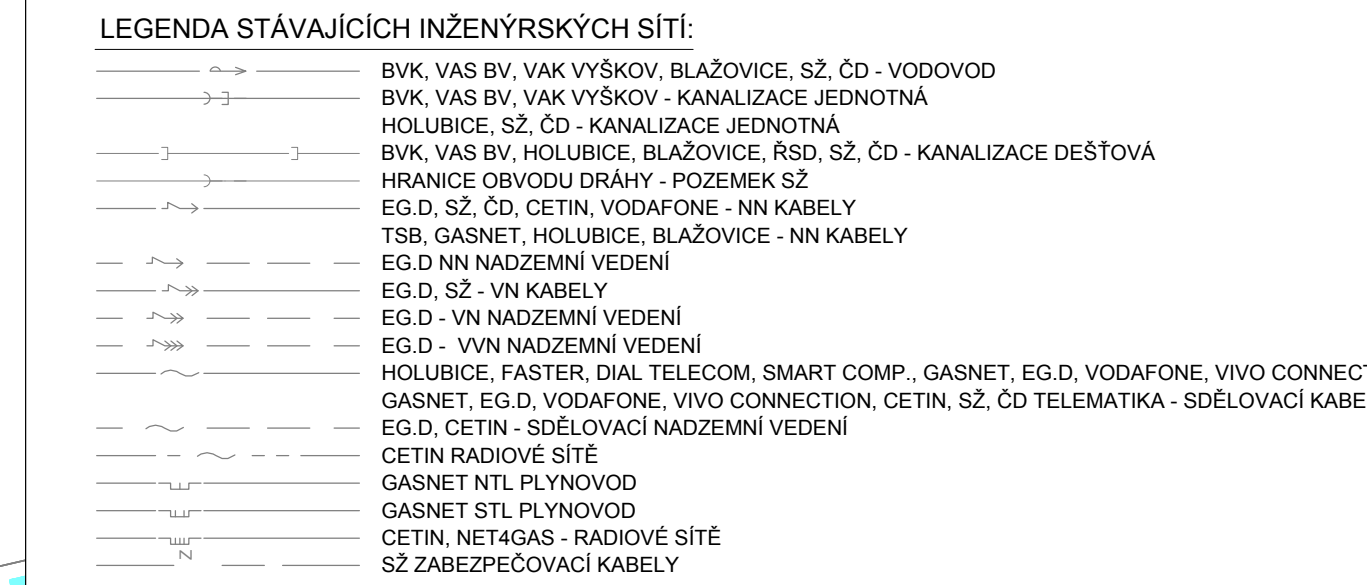 LEGENDA STÁVAJÍCÍCH INŽENÝRSKÝCH SÍTÍ:
BVK, VAS BV, VAK VYŠKOV, BLAŽOVICE, SŽ, ČD - VODOVOD
BVK, VAS BV, VAK VYŠKOV - KANALIZACE JEDNOTNÁ
HOLUBICE, SŽ, ČD - KANALIZACE JEDNOTNÁ
BVK, VAS BV, HOLUBICE, BLAŽOVICE, ŘSD, SŽ, ČD - KANALIZACE DEŠŤOVÁ
HRANICE OBVODU DRÁHY - POZEMEK SŽ
EG.D, SŽ, ČD, CETIN, VODAFONE - NN KABELY
TSB, GASNET, HOLUBICE, BLAŽOVICE - NN KABELY
EG.D NN NADZEMNÍ VEDENÍ
EG.D, SŽ - VN KABELY
EG.D - VN NADZEMNÍ VEDENÍ
EG.D - VVN NADZEMNÍ VEDENÍ
HOLUBICE, FASTER, DIAL TELECOM, SMART COMP., GASNET, EG.D, VODAFONE, VIVO CONNECT
GASNET, EG.D, VODAFONE, VIVO CONNECTION, CETIN, SŽ, ČD TELEMATIKA - SDĚLOVACÍ KABE
EG.D, CETIN - SDĚLOVACÍ NADZEMNÍ VEDENÍ
CETIN RADIOVÉ SÍTĚ
GASNET NTL PLYNOVOD
GASNET STL PLYNOVOD
CETIN, NET4GAS - RADIOVÉ SÍTĚ
Z
SŽ ZABEZPEČOVACÍ KABELY